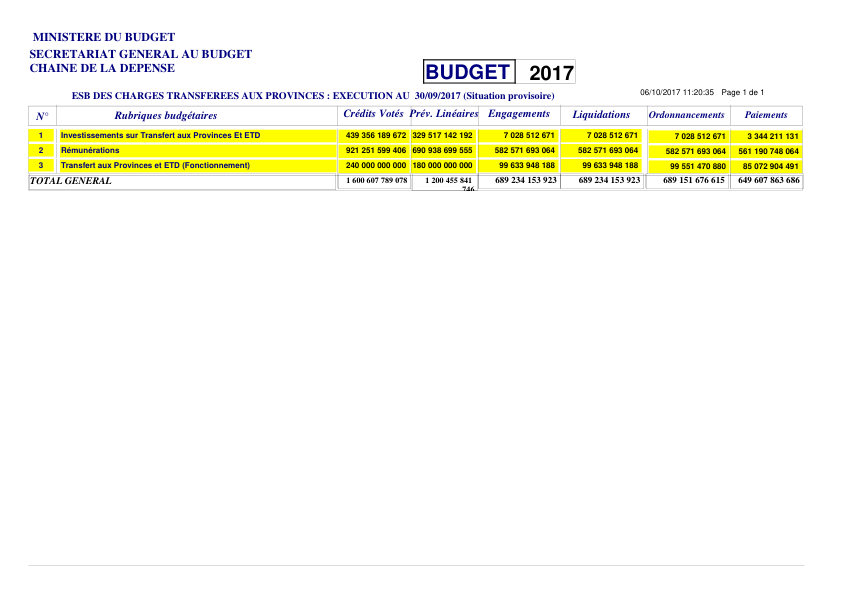 MINISTERE DU BUDGET
SECRETARIAT GENERAL AU BUDGET
CHAINE DE LA DEPENSE
BUDGET 2017
06/10/2017 11:20:35 Page 1 de 1
ESB DES CHARGES TRANSFEREES AUX PROVINCES : EXECUTION AU 30/09/2017 (Situation provisoire)
N° Rubriques budgétaires Crédits Votés Prév. Linéaires Engagements Liquidations Ordonnancements Paiements
1 Investissements sur Transfert aux Provinces Et ETD 439 356 189 672 329 517 142 192 7 028 512 671 7 028 512 671 7 028 512 671 3 344 211 131
2 Rémunérations 921 251 599 406 690 938 699 555 582 571 693 064 582 571 693 064 582 571 693 064 561 190 748 064
3 Transfert aux Provinces et ETD (Fonctionnement) 240 000 000 000 180 000 000 000 99 633 948 188 99 633 948 188 99 551 470 880 85 072 904 491
TOTAL GENERAL 1 600 607 789 078 1 200 455 841 689 234 153 923 689 234 153 923 689 151 676 615 649 607 863 686
746